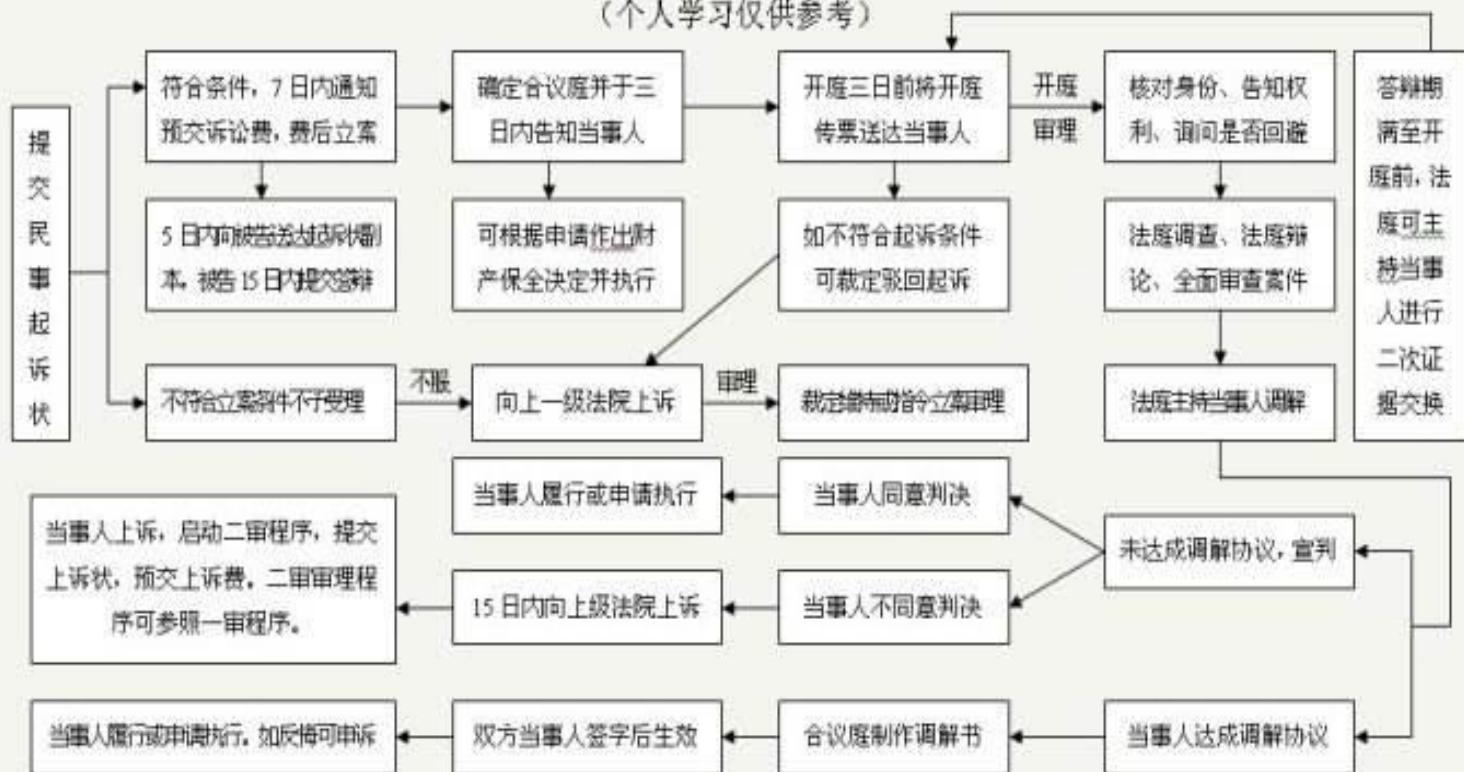 （个人学习仅供参考）
提
交
民
事
起
诉
状
符合条件，7 日内通知
预交诉讼费，费后立案
确定合议庭并于三
日内告知当事人
开庭三日前将开庭
传票送达当事人
开庭
审理
核对身份、告知权
利、询问是否回避
答辩期
满至开
庭前，法
庭可主
持当事
人进行
二次证
据交换
5 日内向被告送达起诉状副
本。被告 15 日内提交答辩
可根据申请作出财
产保全决定并执行
如不符合起诉条件
可裁定驳回起诉
法庭调查、法庭辩
论、全面审查案件
不符合立案条件不予受理
不服
向上一级法院上诉
审理
裁定维持或指令立案审理
法庭主持当事人调解
当事人履行或申请执行
当事人同意判决
未达成调解协议，宣判
当事人上诉，启动二审程序，提交
上诉状，预交上诉费。二审审理程
序可参照一审程序。
15 日内向上级法院上诉
当事人不同意判决
当事人履行或申请执行。如反悔可申诉
双方当事人签字后生效
合议庭制作调解书
当事人达成调解协议